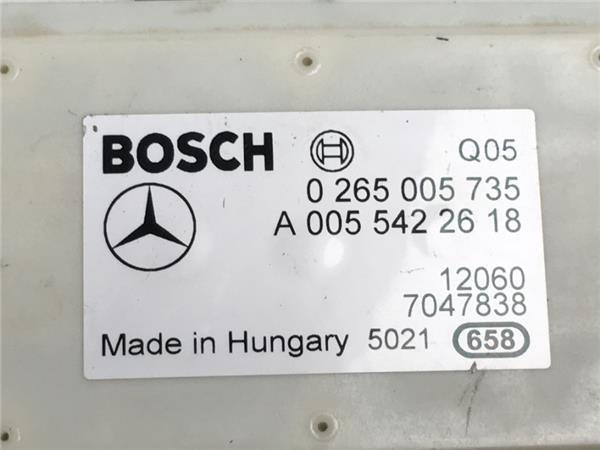 BOSCH Q05
0 265 005 735
A 005 542 26 18
12060
7047838
Made in Hungary 5021 658